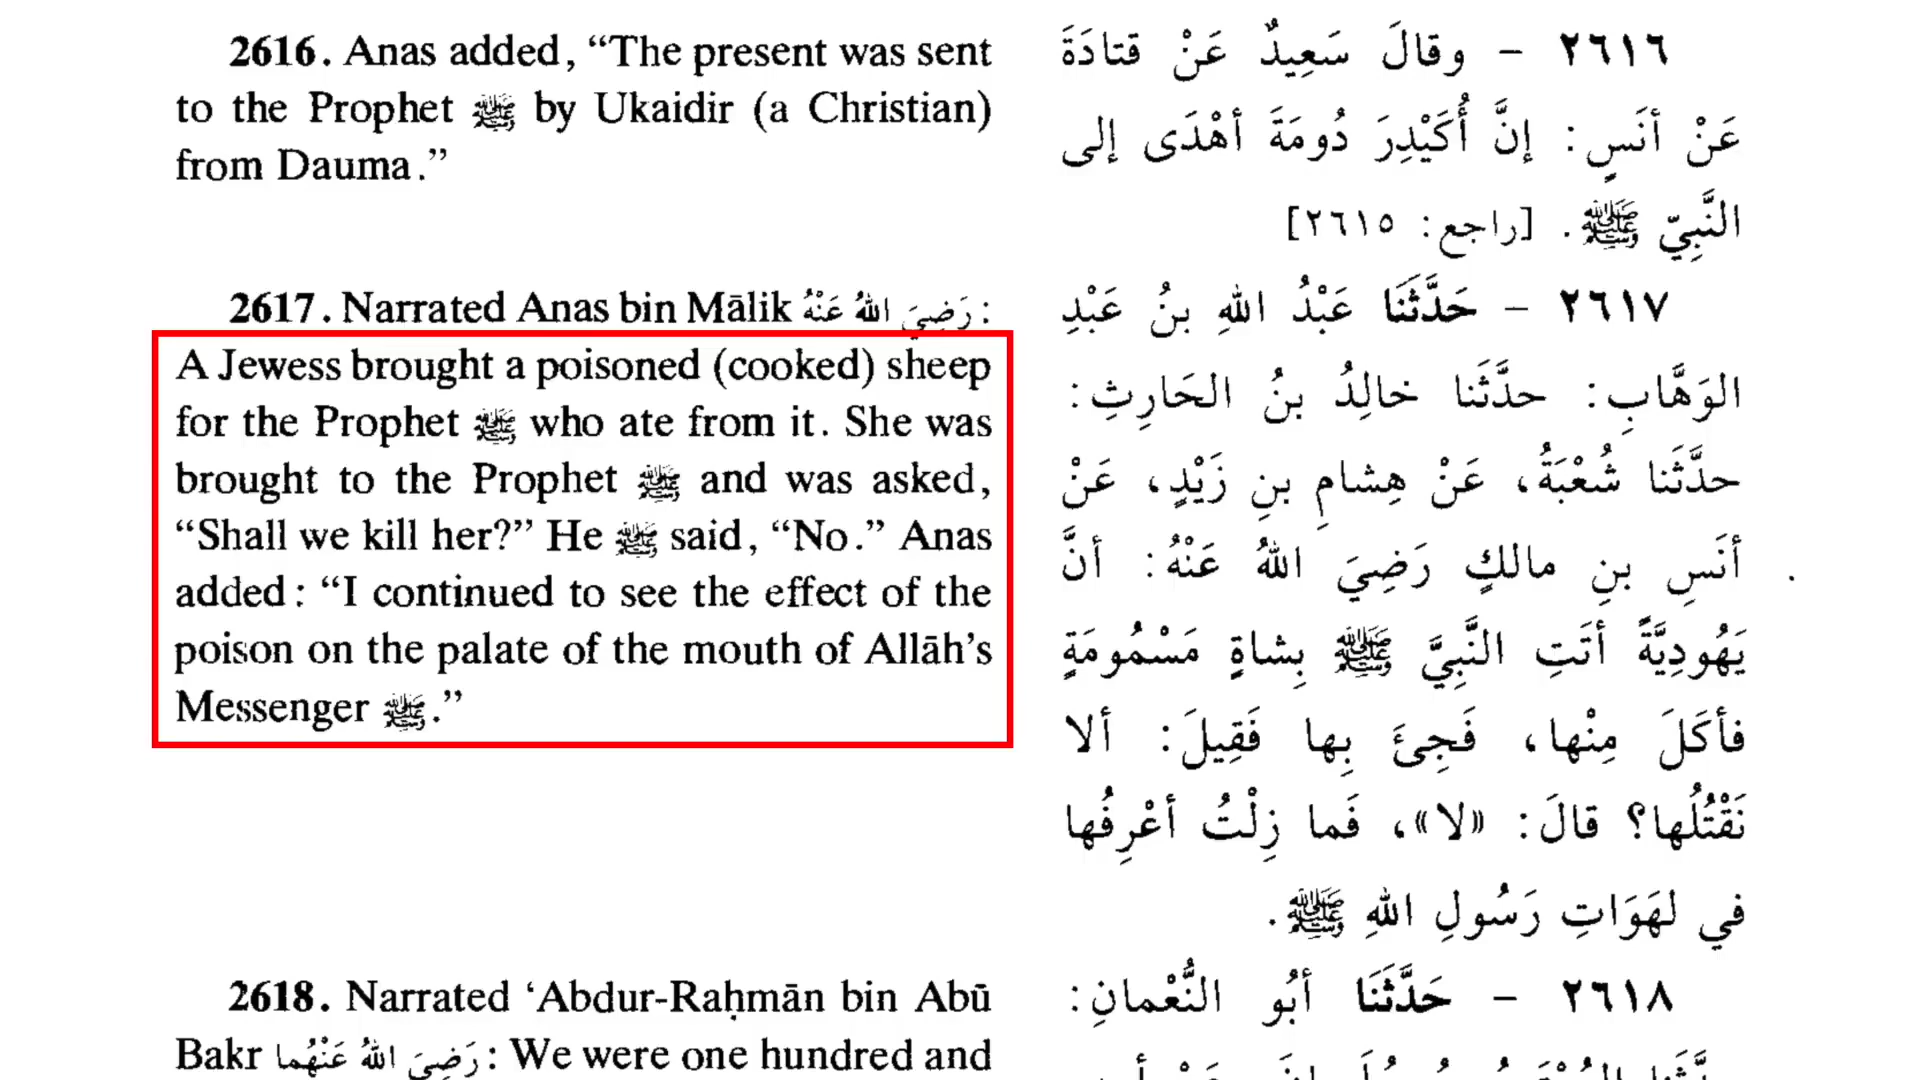 2616. Anas added, “The present was sent
to the Prophet ﷺ by Ukaidir (a Christian)
from Dauma.”
2617. Narrated Anas bin Mālik رَضِيَ اللهُ عَنْهُ:
A Jewess brought a poisoned (cooked) sheep
for the Prophet ﷺ who ate from it. She was
brought to the Prophet ﷺ and was asked,
“Shall we kill her?” He ﷺ said, “No.” Anas
added: “I continued to see the effect of the
poison on the palate of the mouth of Allāh’s
Messenger ﷺ.”
2618. Narrated ‘Abdur-Raḥmān bin Abū
Bakr رَضِيَ اللهُ عَنْهُما: We were one hundred and
٢٦١٦ – وقالَ سَعِيدٌ عَنْ قتادَةَ
عَنْ أنَسٍ: إنَّ أُكَيْدِرَ دُومَةَ أهْدَى إلى
النَّبِيّ ﷺ. [راجع: ٢٦١٥]
٢٦١٧ – حَدَّثَنَا عَبْدُ اللهِ بنُ عَبْدِ
الوَهَّابِ: حدَّثَنا خالِدُ بنُ الحَارِثِ:
حدَّثَنا شُعْبَةُ، عَنْ هِشامِ بنِ زَيْدٍ، عَنْ
أنَسِ بنِ مالكٍ رَضِيَ اللهُ عَنْهُ: أنَّ
يَهُودِيَّةً أتَتِ النَّبِيَّ ﷺ بِشاةٍ مَسْمُومَةٍ
فأكَلَ مِنْها، فَجِئَ بِها فَقِيلَ: ألا
نَقْتُلُها؟ قالَ: «لا»، فَما زِلْتُ أعْرِفُها
في لهَوَاتِ رَسُولِ اللهِ ﷺ.
٢٦١٨ – حَدَّثَنَا أبُو النُّعْمانِ: